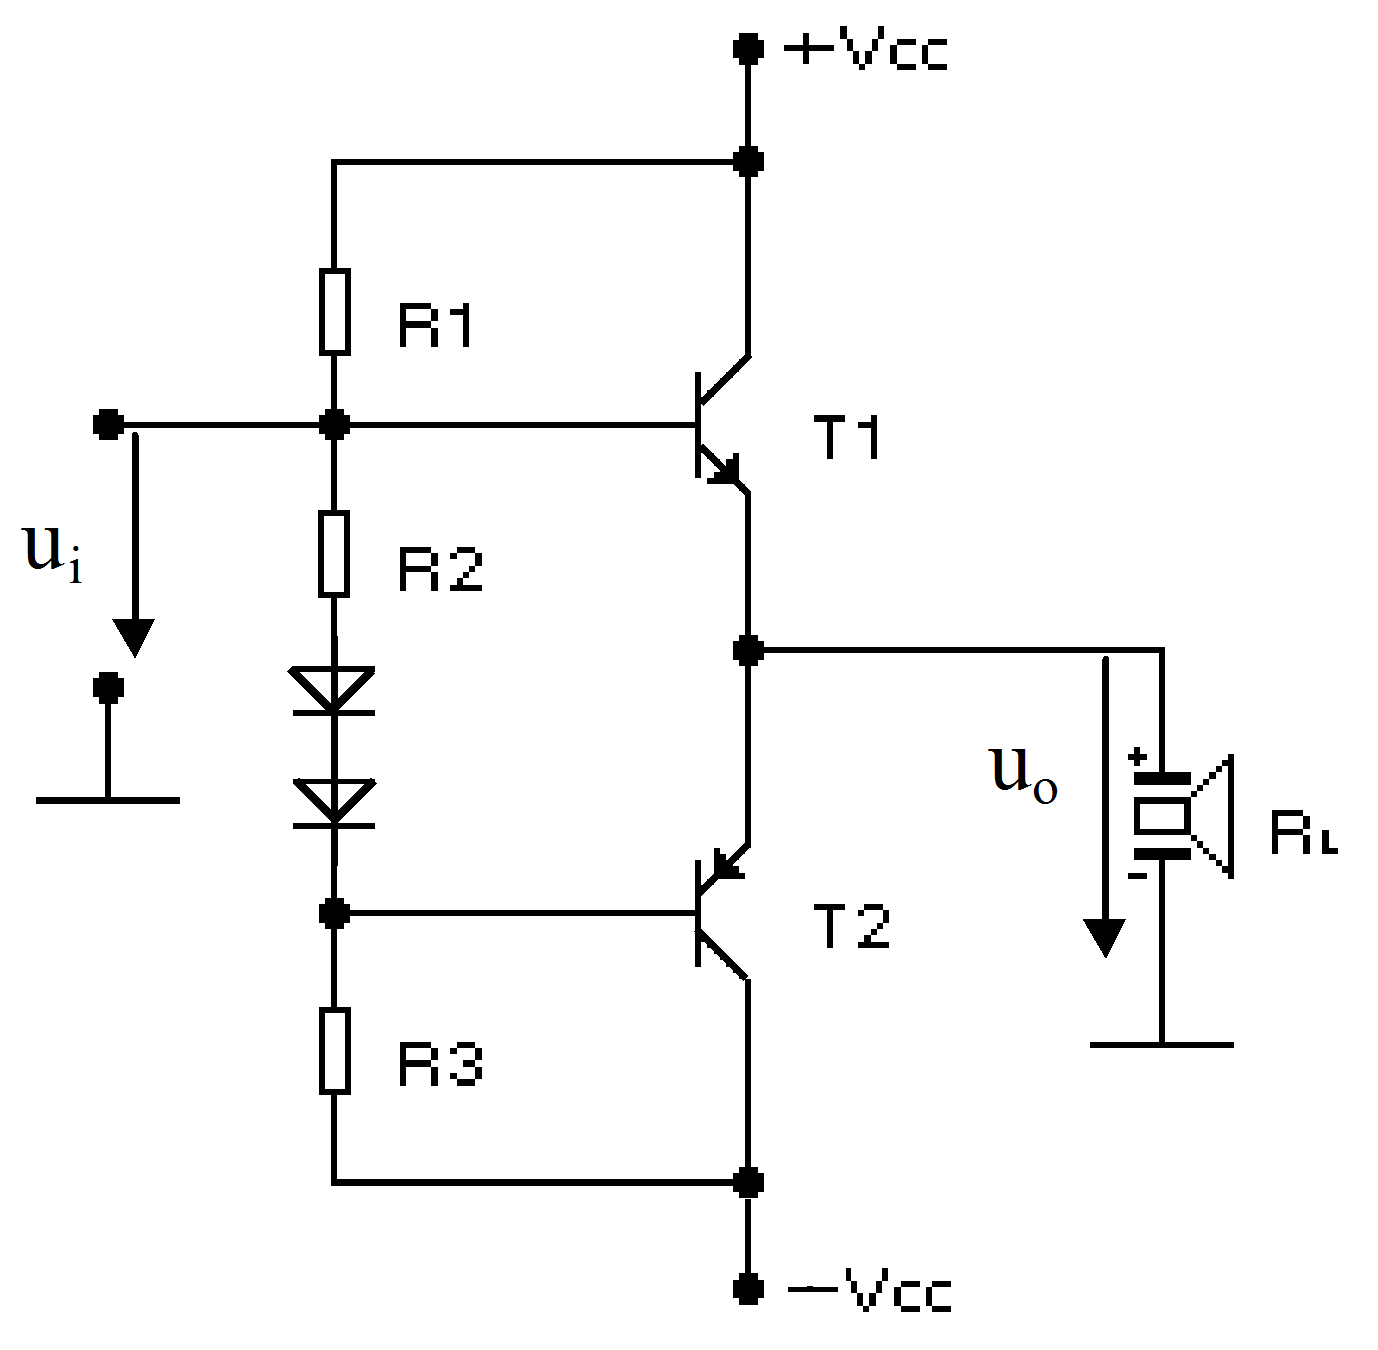 +Vcc
R1
T1
ui
R2
uo
+
RL
-
T2
R3
−Vcc